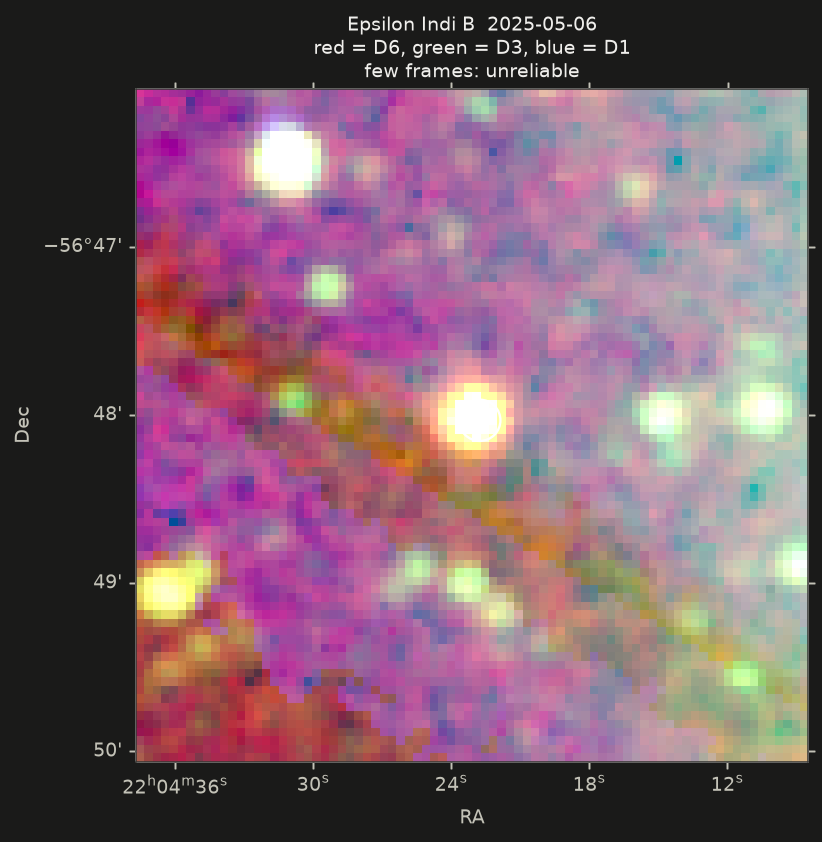 Epsilon Indi B  2025-05-06
red = D6, green = D3, blue = D1
few frames: unreliable
−56°47'
48'
49'
50'
Dec
22ʰ04ᵐ36ˢ
30ˢ
24ˢ
18ˢ
12ˢ
RA